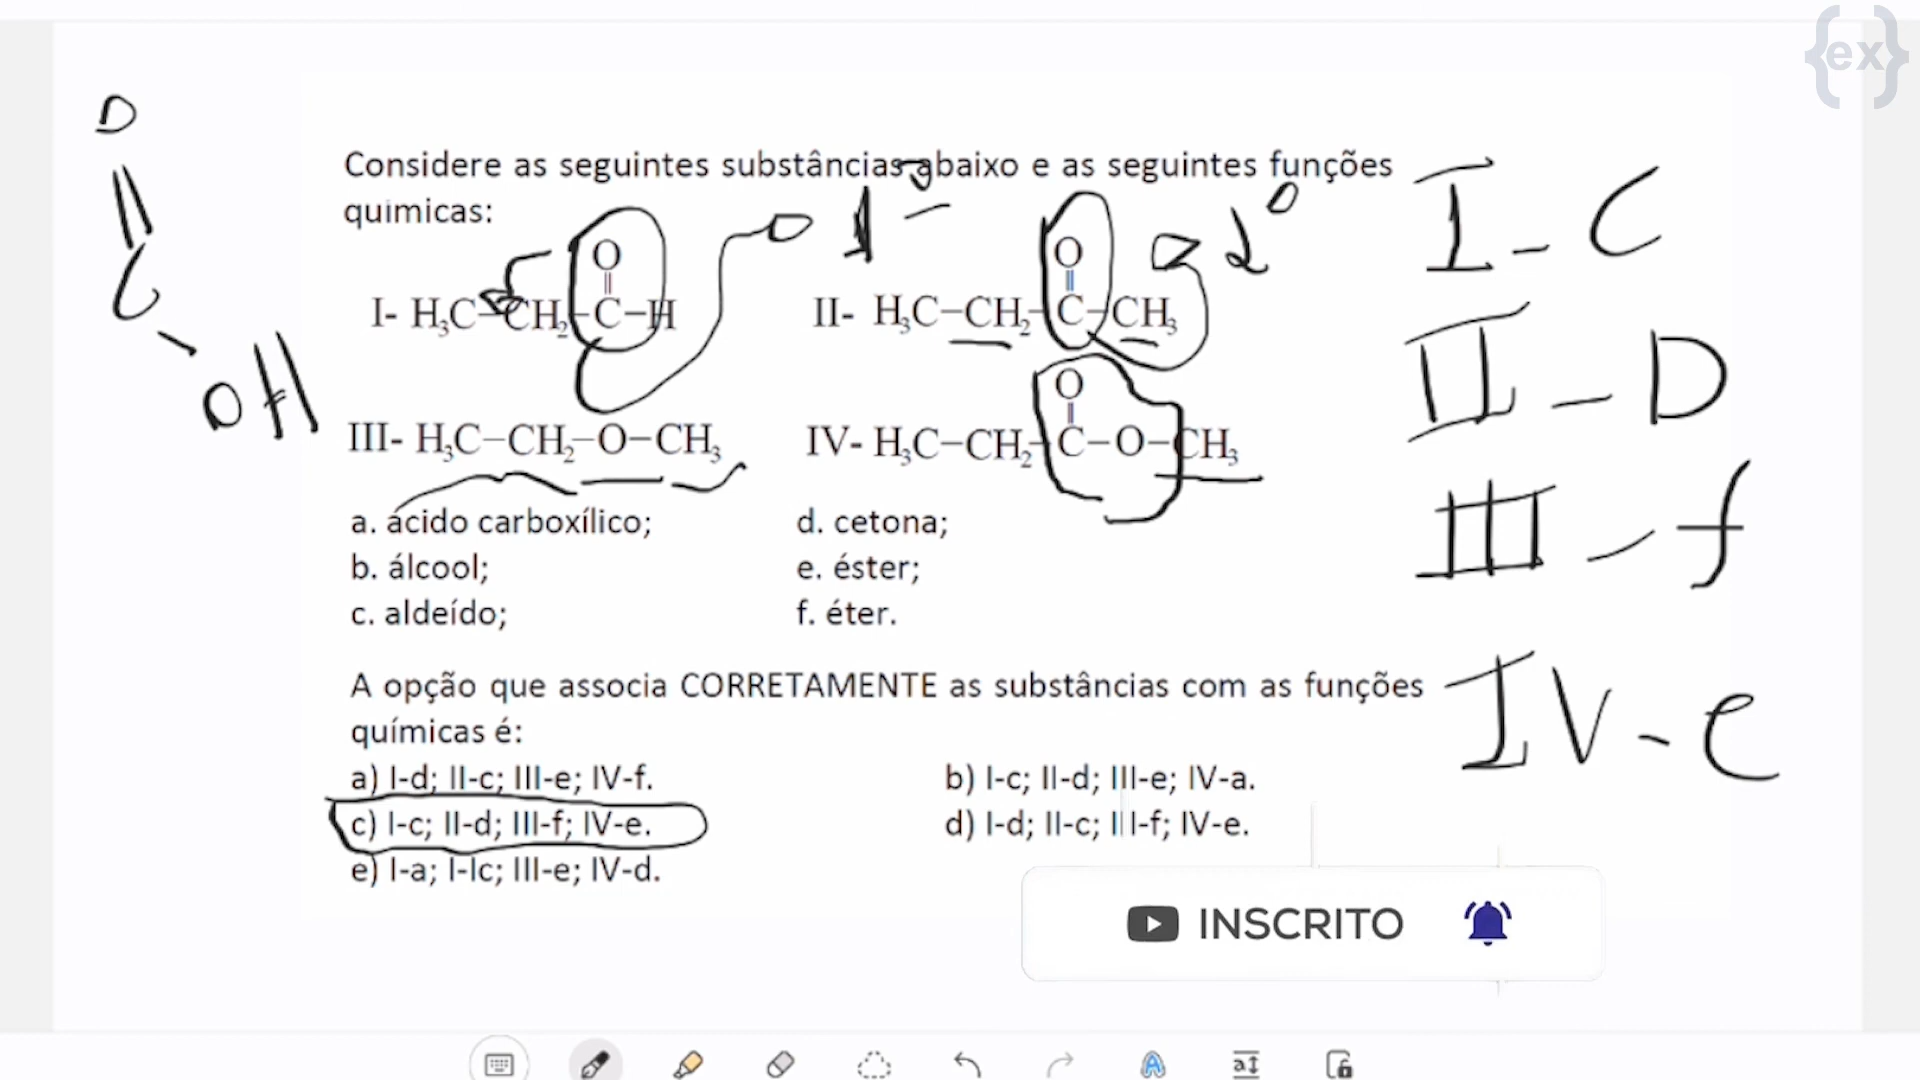 {ex}
Considere as seguintes substâncias abaixo e as seguintes funções
químicas:
I- H₃C–CH₂–C–H
O
II- H₃C–CH₂–C–CH₃
O
III- H₃C–CH₂–O–CH₃
IV- H₃C–CH₂–C–O–CH₃
O
a. ácido carboxílico;
d. cetona;
b. álcool;
e. éster;
c. aldeído;
f. éter.
A opção que associa CORRETAMENTE as substâncias com as funções
químicas é:
a) I-d; II-c; III-e; IV-f.
b) I-c; II-d; III-e; IV-a.
c) I-c; II-d; III-f; IV-e.
d) I-d; II-c; III-f; IV-e.
e) I-a; I-Ic; III-e; IV-d.
O
C
OH
I - C
II - D
III - f
IV - e
INSCRITO